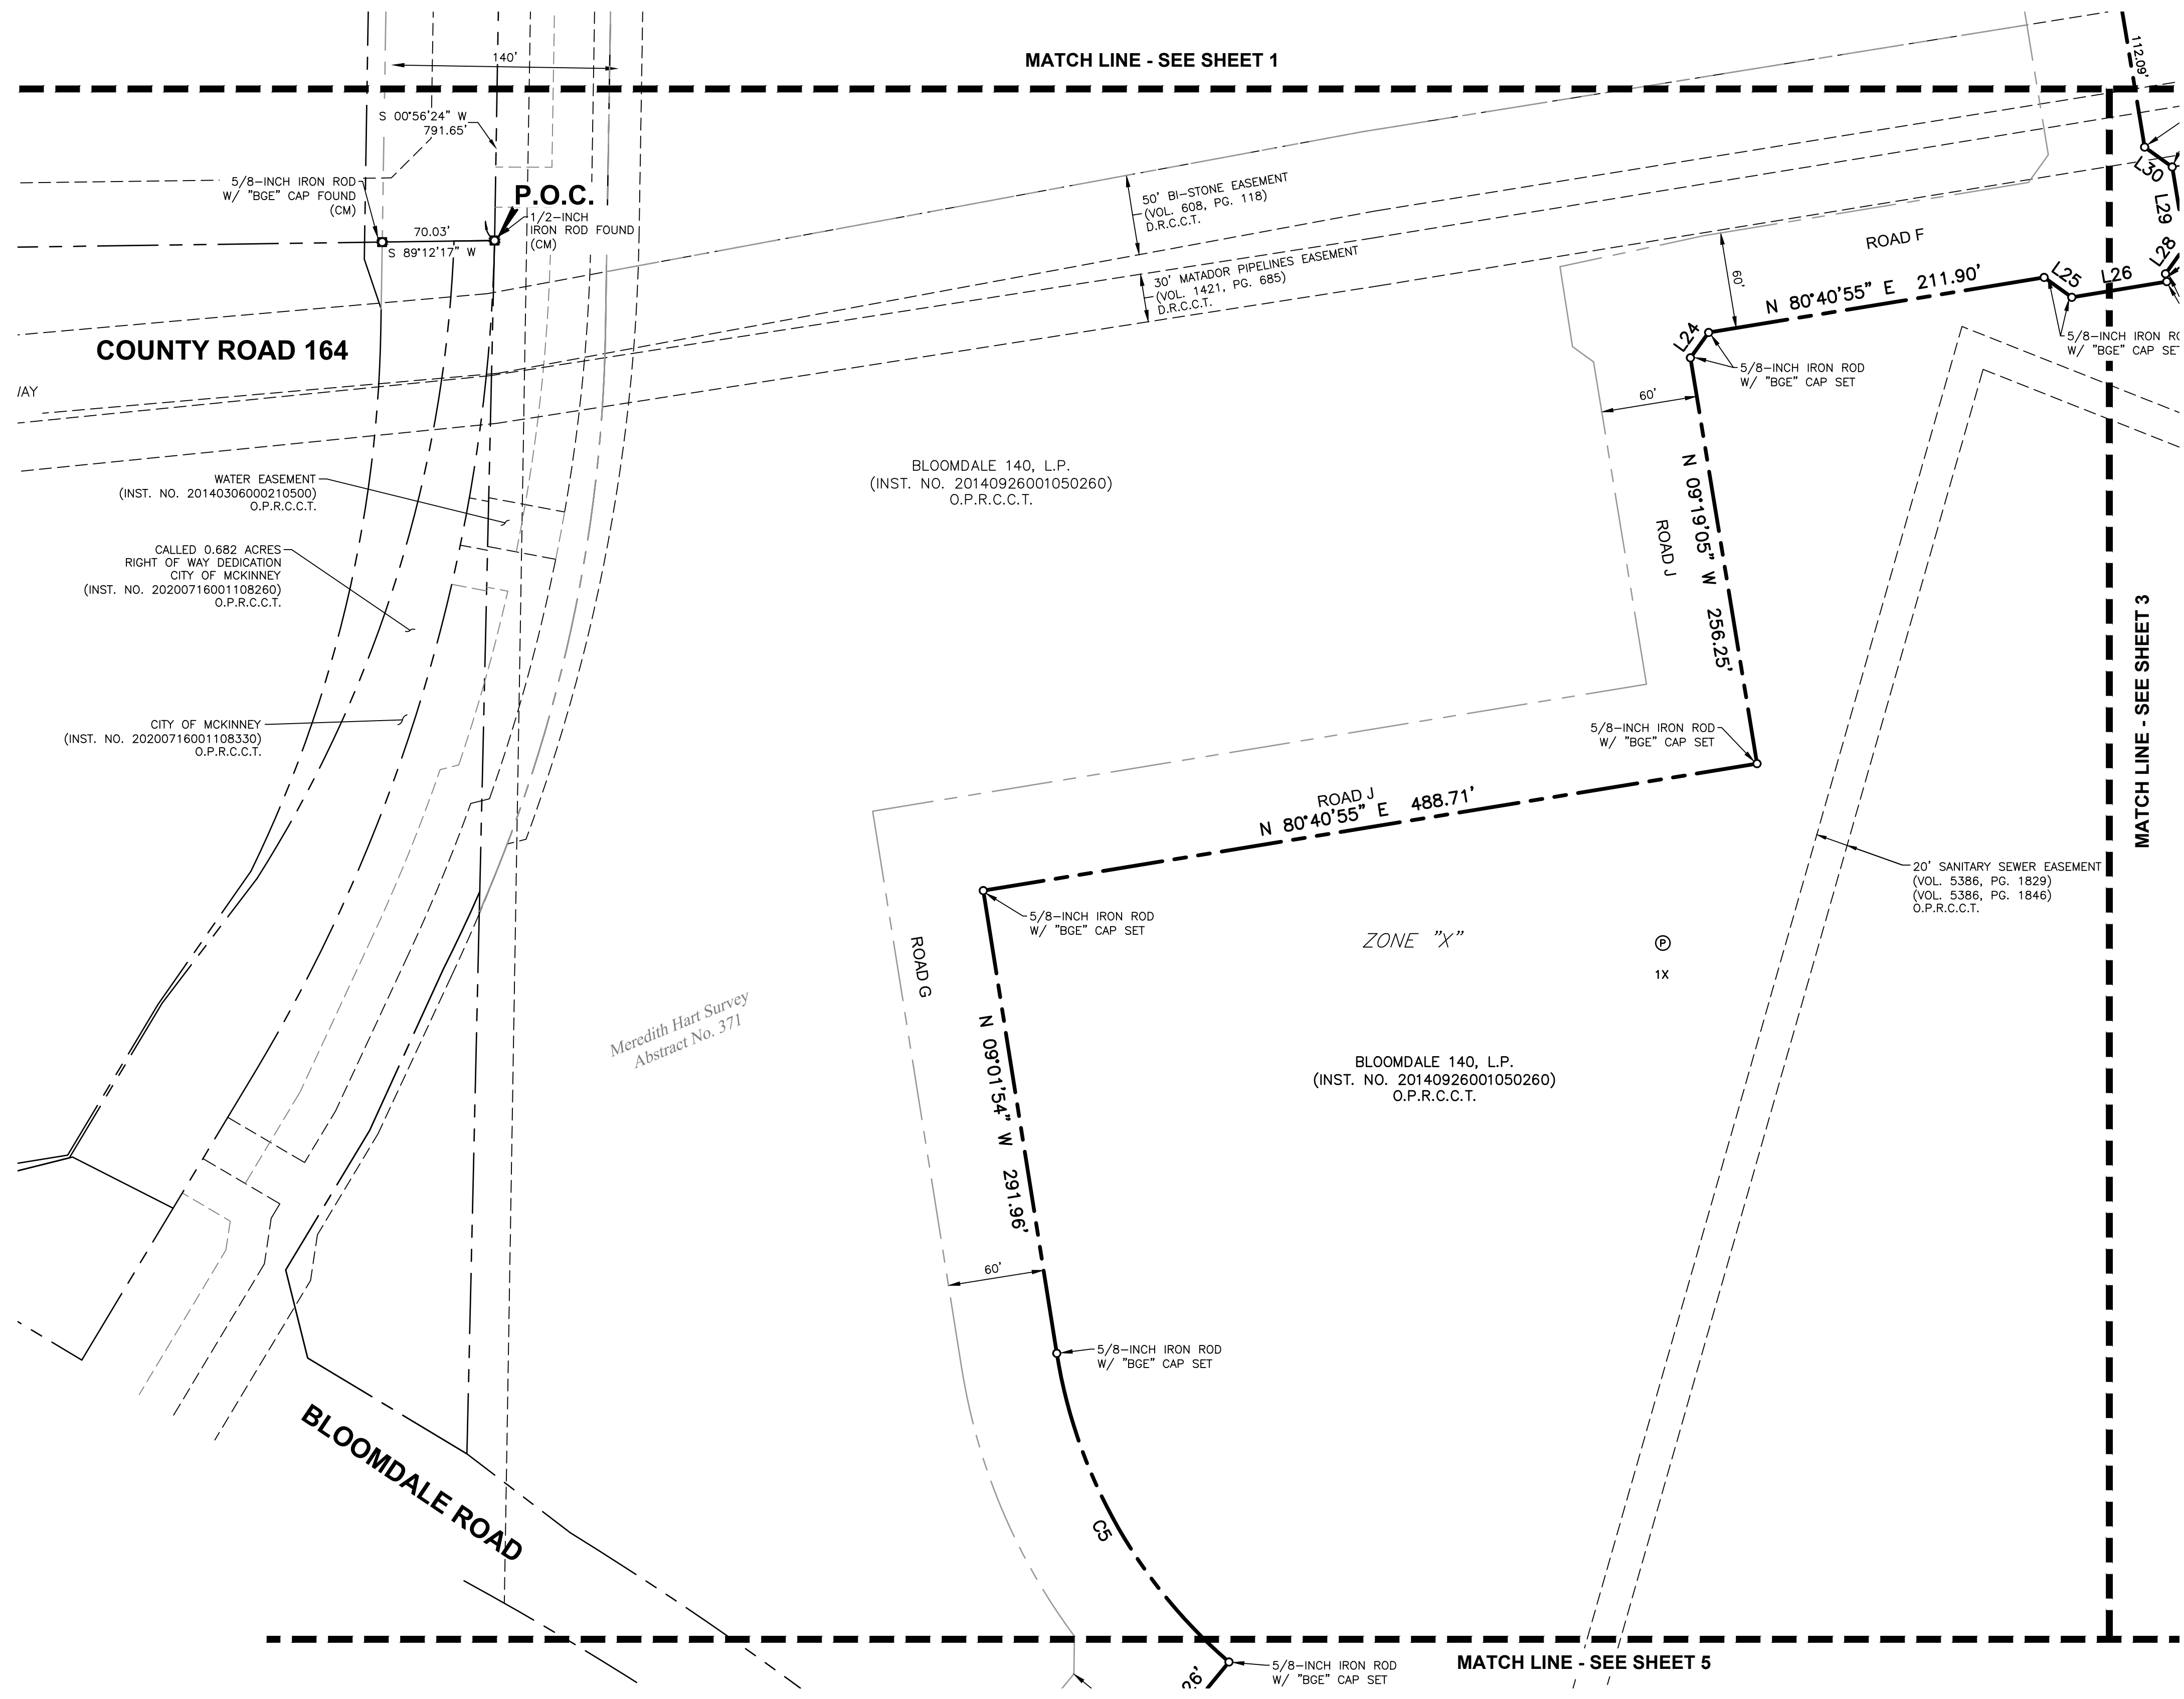 140'
MATCH LINE - SEE SHEET 1
112.09'
S 00°56'24" W
791.65'
5/8-INCH IRON ROD
W/ "BGE" CAP FOUND
(CM)
P.O.C.
1/2-INCH
IRON ROD FOUND
(CM)
70.03'
S 89°12'17" W
50' BI-STONE EASEMENT
(VOL. 608, PG. 118)
D.R.C.C.T.
30' MATADOR PIPELINES EASEMENT
(VOL. 1421, PG. 685)
D.R.C.C.T.
L30
L29
L28
ROAD F
60'
N 80°40'55" E 211.90'
L25
L26
L24
5/8-INCH IRON
W/ "BGE" CAP SET
5/8-INCH IRON ROD
W/ "BGE" CAP SET
COUNTY ROAD 164
60'
BLOOMDALE 140, L.P.
(INST. NO. 20140926001050260)
O.P.R.C.C.T.
WATER EASEMENT
(INST. NO. 20140306000210500)
O.P.R.C.C.T.
CALLED 0.682 ACRES
RIGHT OF WAY DEDICATION
CITY OF MCKINNEY
(INST. NO. 20200716001108260)
O.P.R.C.C.T.
ROAD J
N 09°19'05" W 256.25'
CITY OF MCKINNEY
(INST. NO. 20200716001108330)
O.P.R.C.C.T.
5/8-INCH IRON ROD
W/ "BGE" CAP SET
MATCH LINE - SEE SHEET 3
ROAD J
N 80°40'55" E 488.71'
20' SANITARY SEWER EASEMENT
(VOL. 5386, PG. 1829)
(VOL. 5386, PG. 1846)
O.P.R.C.C.T.
5/8-INCH IRON ROD
W/ "BGE" CAP SET
ZONE "X"
P
1X
ROAD G
Meredith Hart Survey
Abstract No. 371
N 09°01'54" W 291.96'
BLOOMDALE 140, L.P.
(INST. NO. 20140926001050260)
O.P.R.C.C.T.
60'
5/8-INCH IRON ROD
W/ "BGE" CAP SET
BLOOMDALE ROAD
C5
5/8-INCH IRON ROD
W/ "BGE" CAP SET
MATCH LINE - SEE SHEET 5